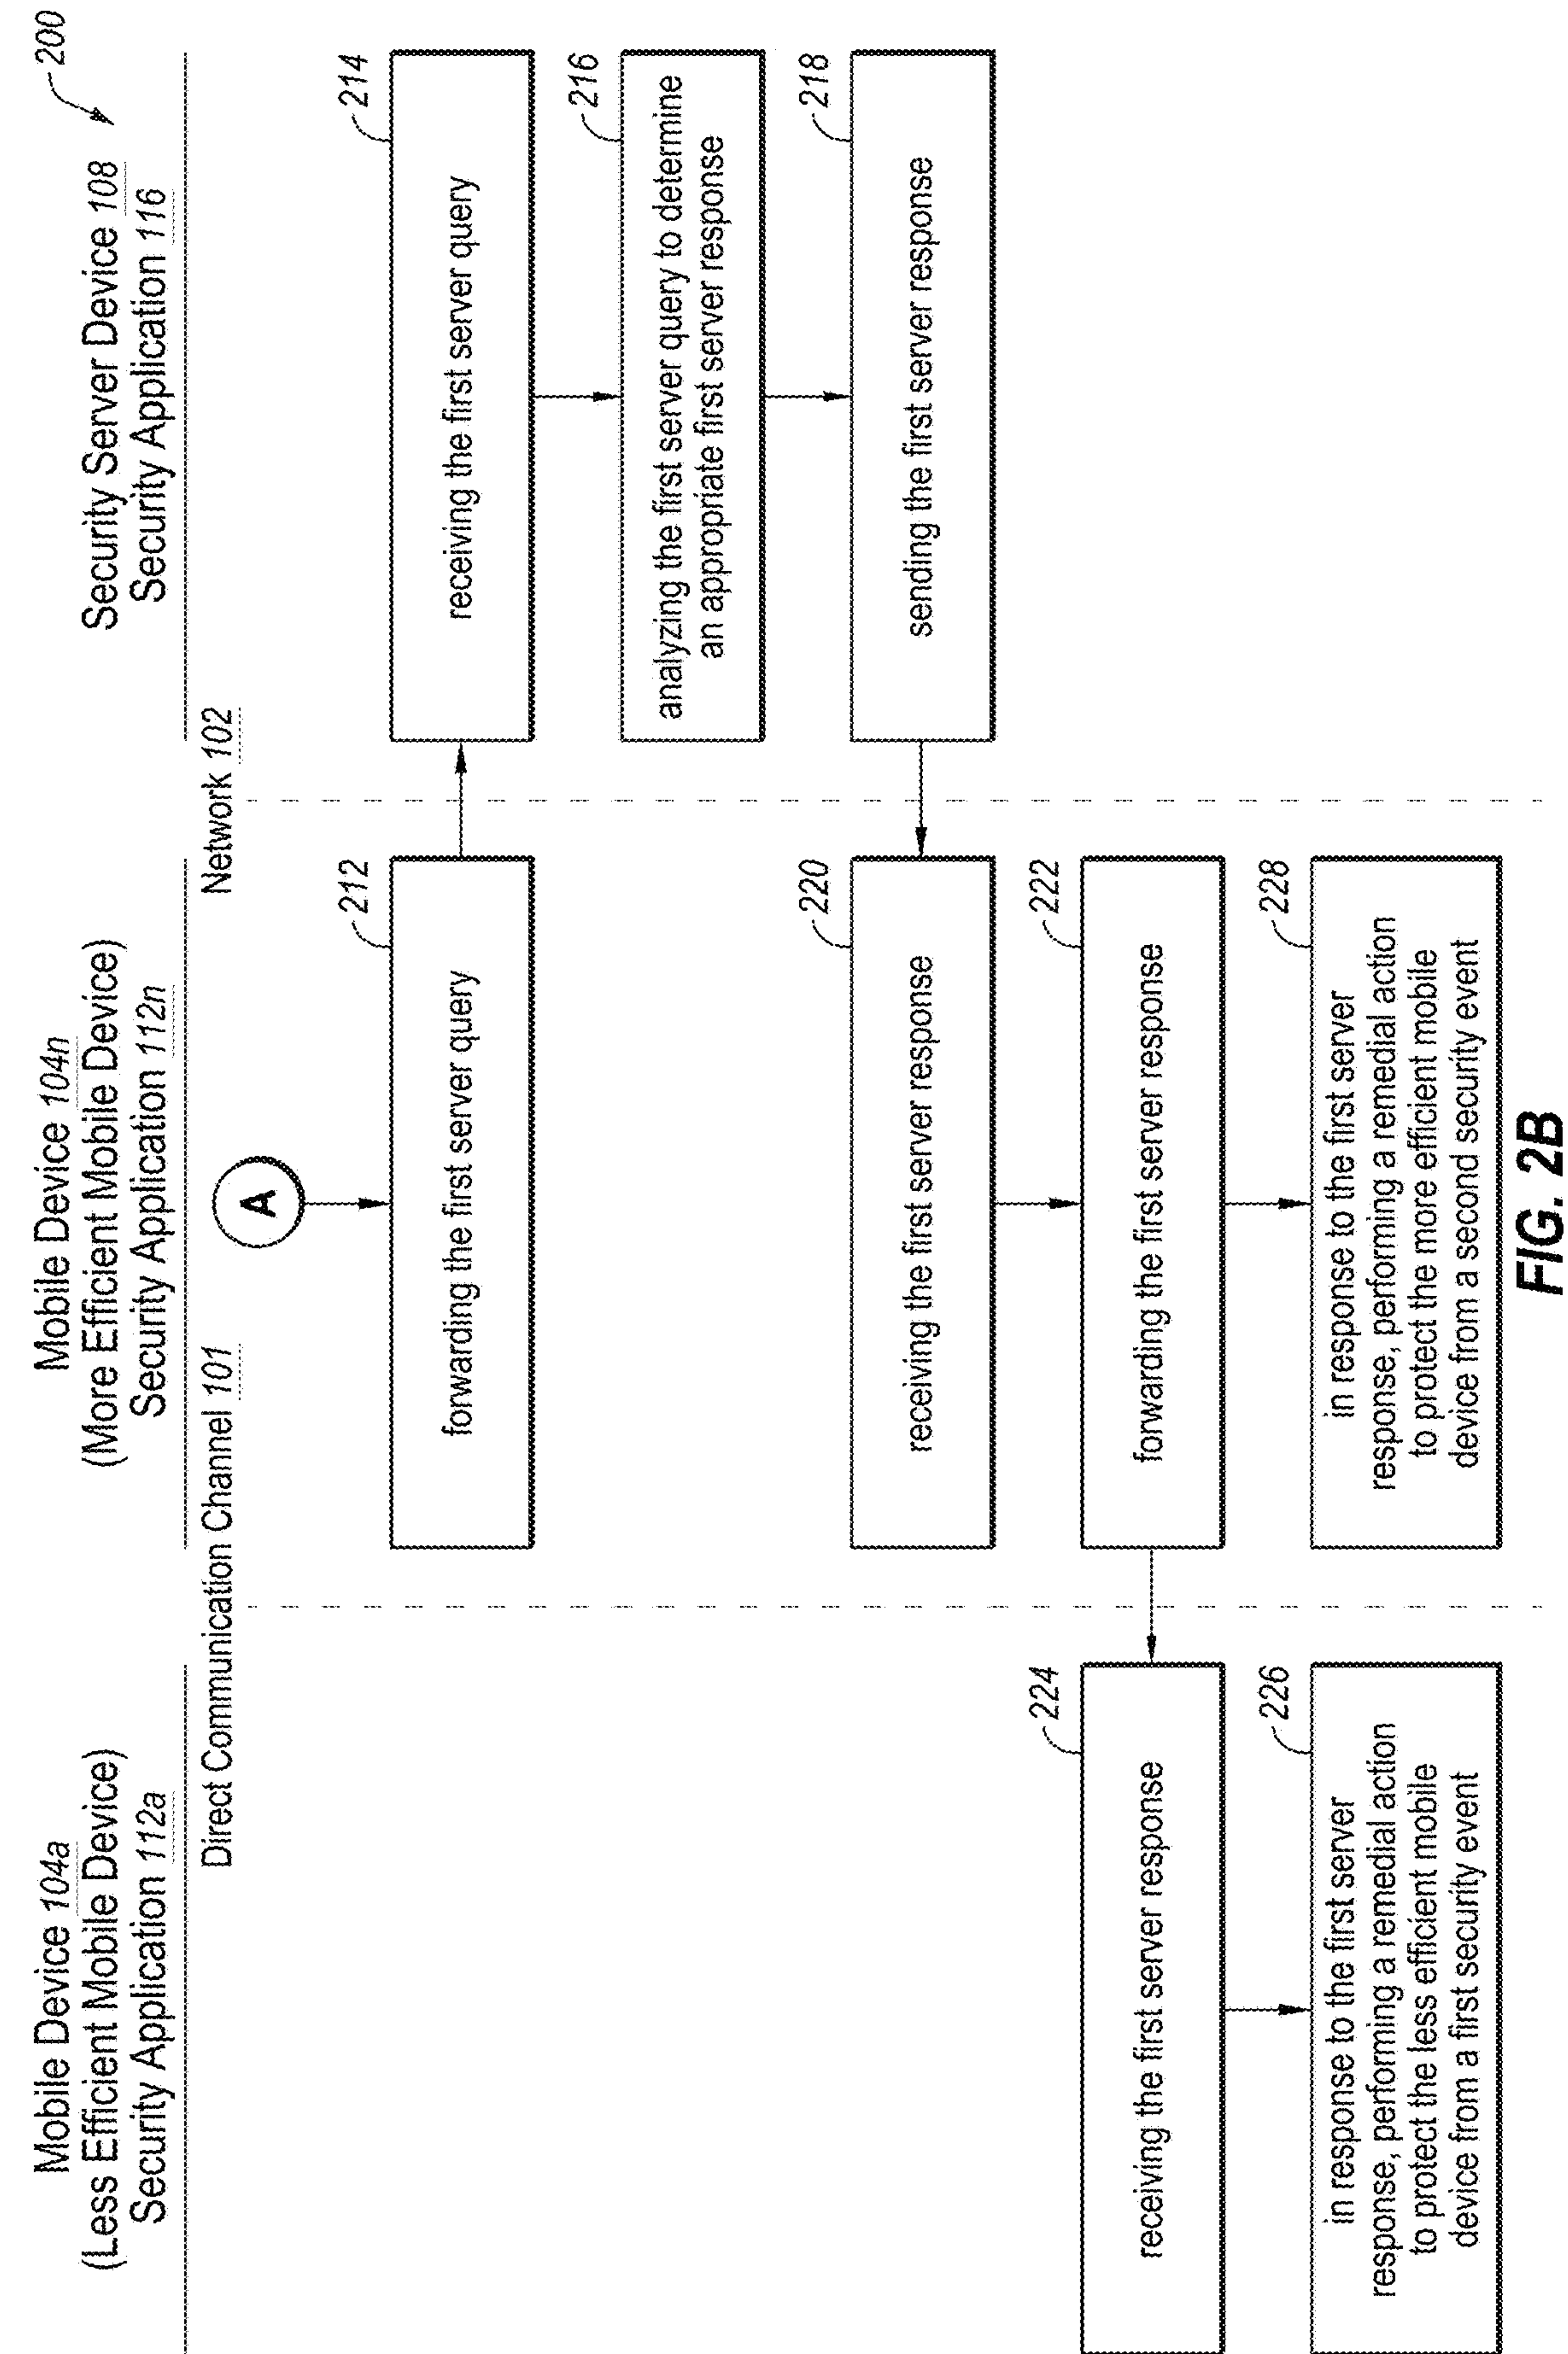 200
Mobile Device 104a
(Less Efficient Mobile Device)
Security Application 112a
Mobile Device 104n
(More Efficient Mobile Device)
Security Application 112n
Security Server Device 108
Security Application 116
Direct Communication Channel 101
Network 102
A
212
forwarding the first server query
214
receiving the first server query
216
analyzing the first server query to determine
an appropriate first server response
218
sending the first server response
220
receiving the first server response
222
forwarding the first server response
224
receiving the first server response
226
in response to the first server
response, performing a remedial action
to protect the less efficient mobile
device from a first security event
228
in response to the first server
response, performing a remedial action
to protect the more efficient mobile
device from a second security event
FIG. 2B